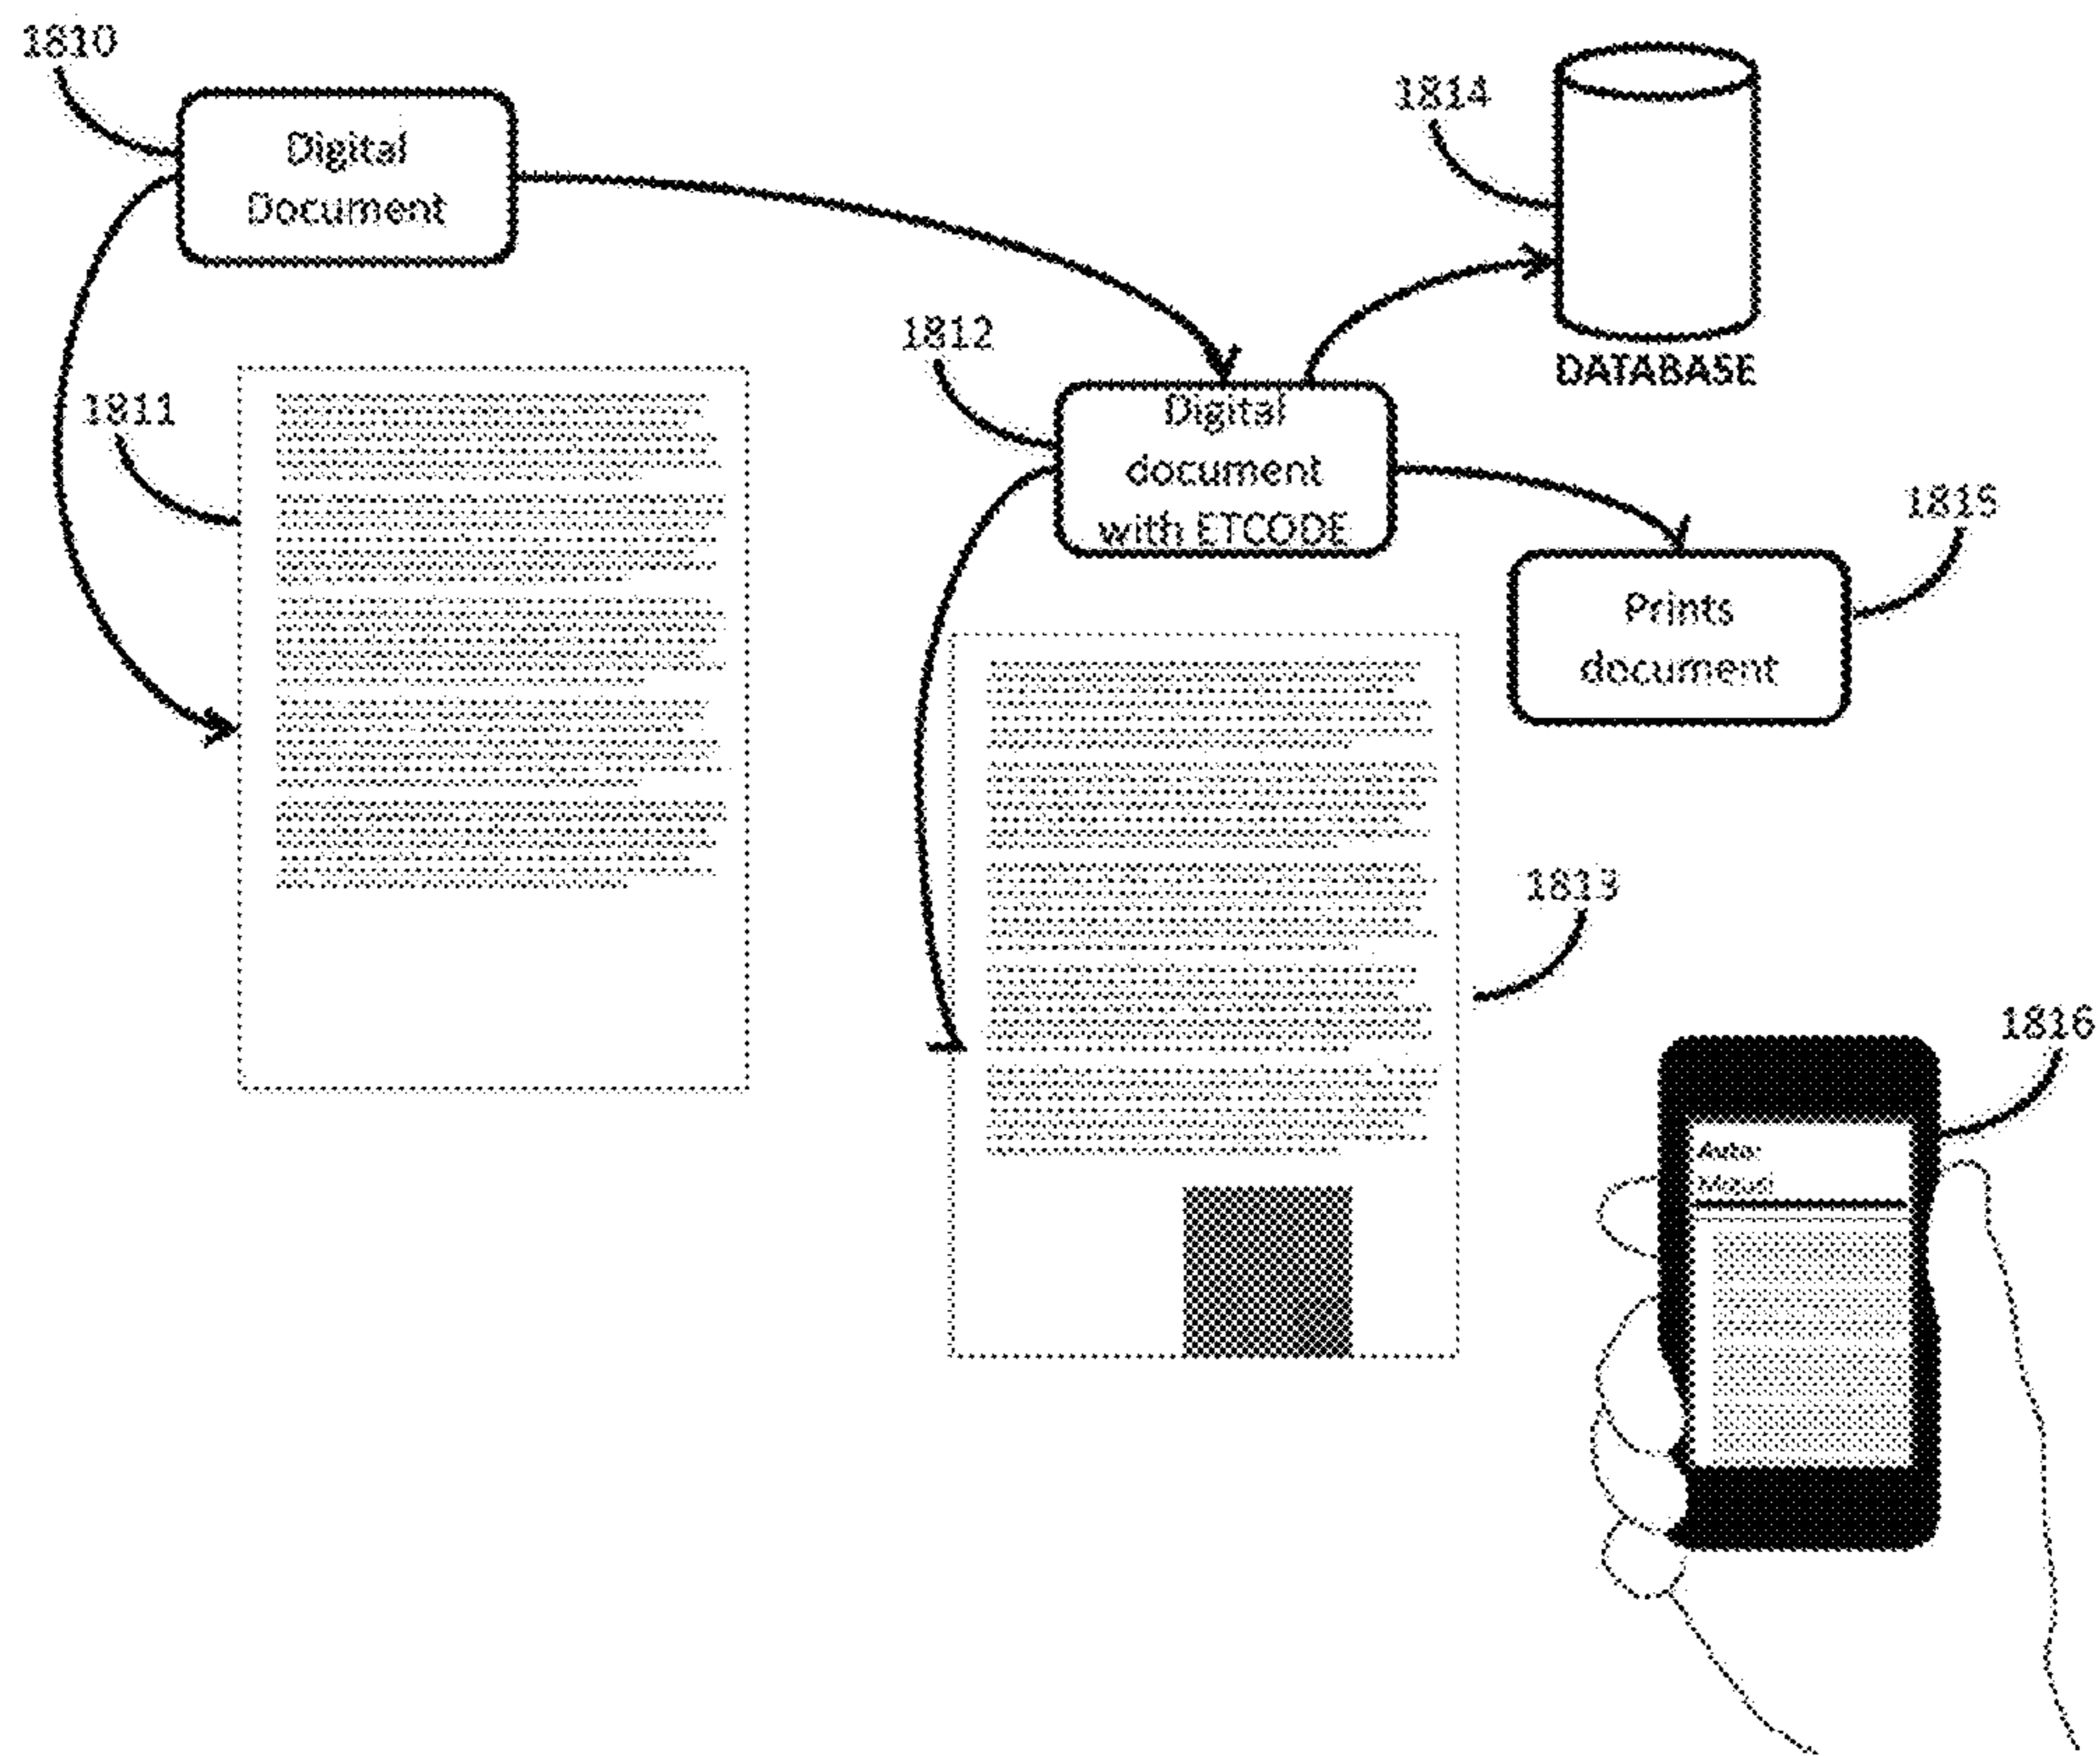 1810
Digital
Document
1814
DATABASE
1812
Digital
document
with ETCODE
1811
1815
Prints
document
1813
1816